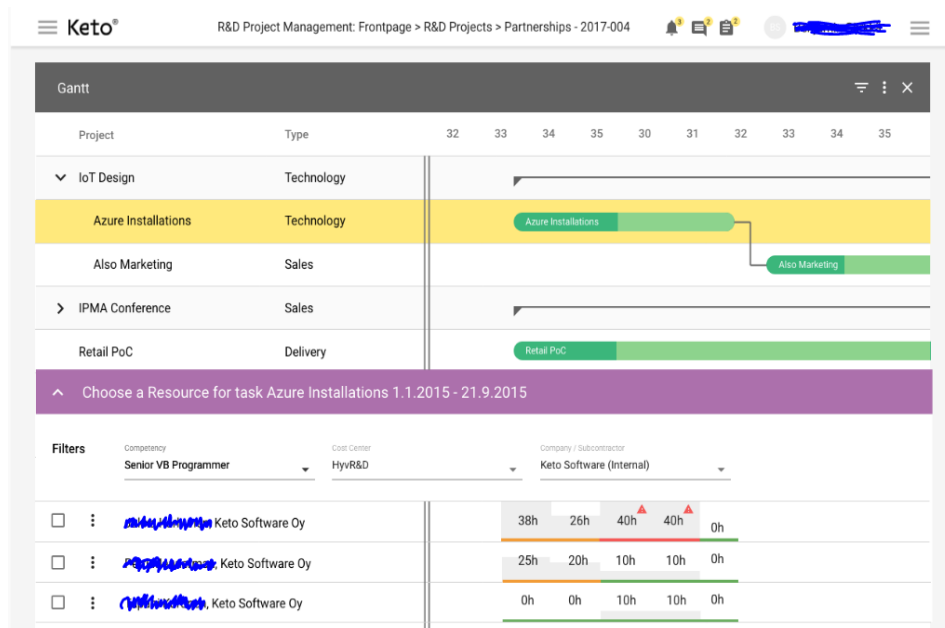 Keto®
R&D Project Management: Frontpage > R&D Projects > Partnerships - 2017-004
3 2 2
Gantt
Project Type 32 33 34 35 30 31 32 33 34 35
IoT Design Technology
Azure Installations Technology Azure Installations
Also Marketing Sales Also Marketing
IPMA Conference Sales
Retail PoC Delivery Retail PoC
Choose a Resource for task Azure Installations 1.1.2015 - 21.9.2015
Filters Competency Cost Center Company / Subcontractor
Senior VB Programmer HyvR&D Keto Software (Internal)
Keto Software Oy 38h 26h 40h 40h 0h
, Keto Software Oy 25h 20h 10h 10h 0h
, Keto Software Oy 0h 0h 10h 10h 0h